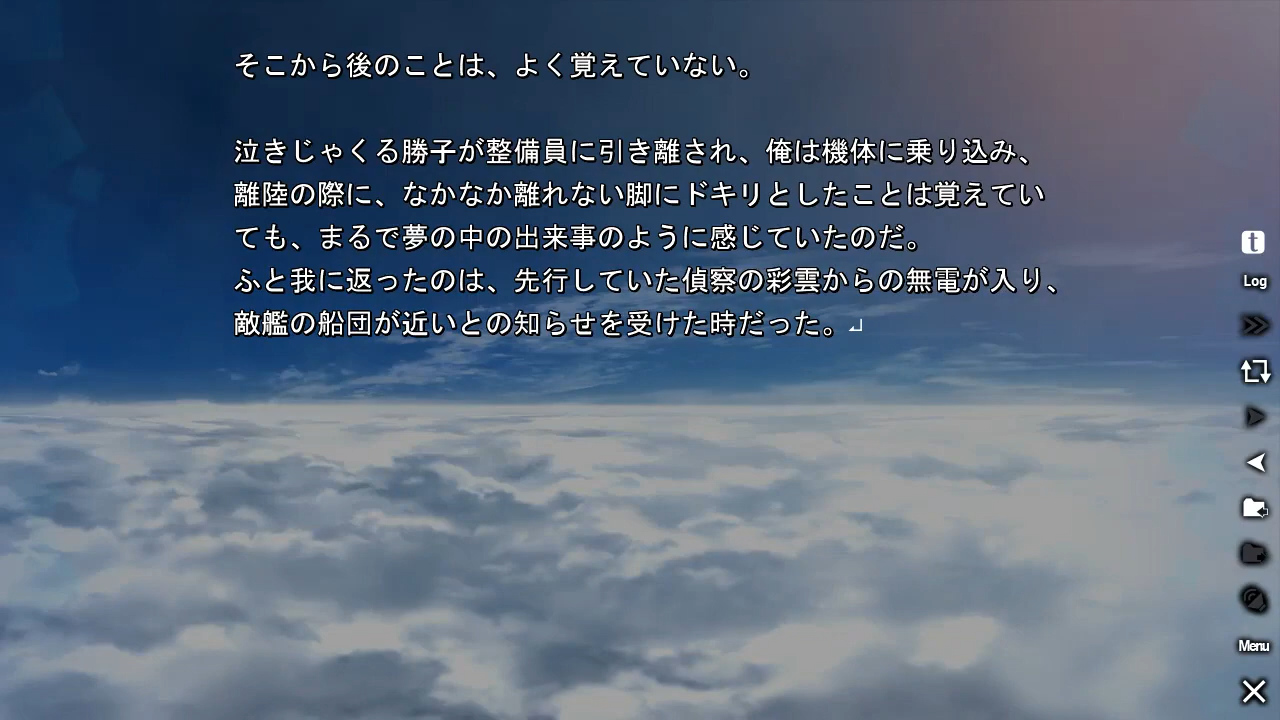 そこから後のことは、よく覚えていない。
泣きじゃくる勝子が整備員に引き離され、俺は機体に乗り込み、
離陸の際に、なかなか離れない脚にドキリとしたことは覚えてい
ても、まるで夢の中の出来事のように感じていたのだ。
ふと我に返ったのは、先行していた偵察の彩雲からの無電が入り、
敵艦の船団が近いとの知らせを受けた時だった。
t
Log
Menu